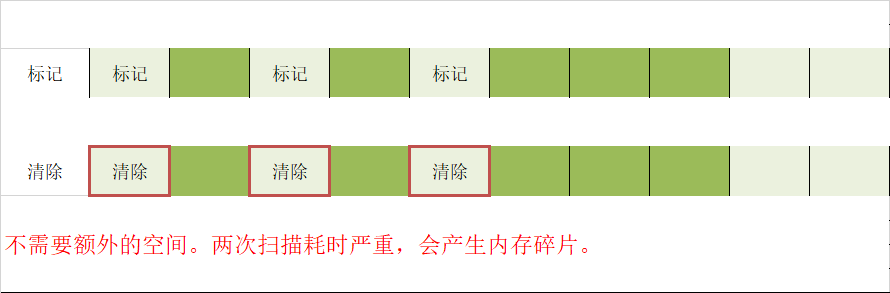 标记 标记 标记 标记
清除 清除 清除 清除
不需要额外的空间。两次扫描耗时严重，会产生内存碎片。